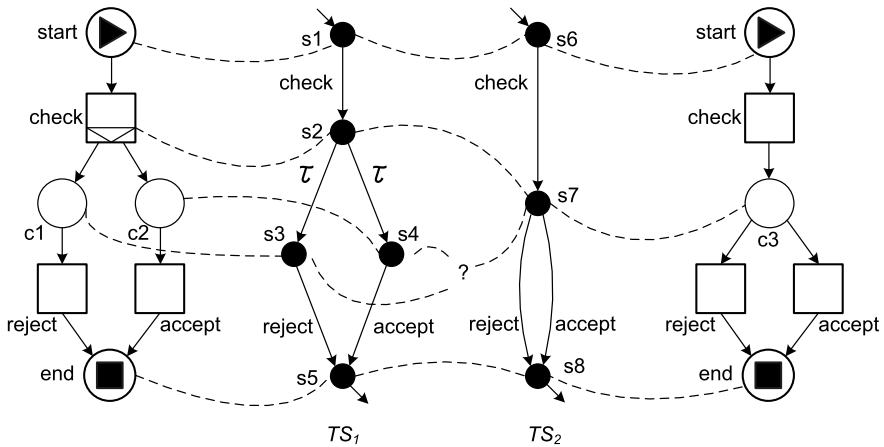 start
s1
s6
start
check
check
check
check
s2
τ
τ
s7
c1
c2
s3
s4
c3
?
reject
accept
reject
accept
reject
accept
reject
accept
end
s5
s8
end
TS1
TS2